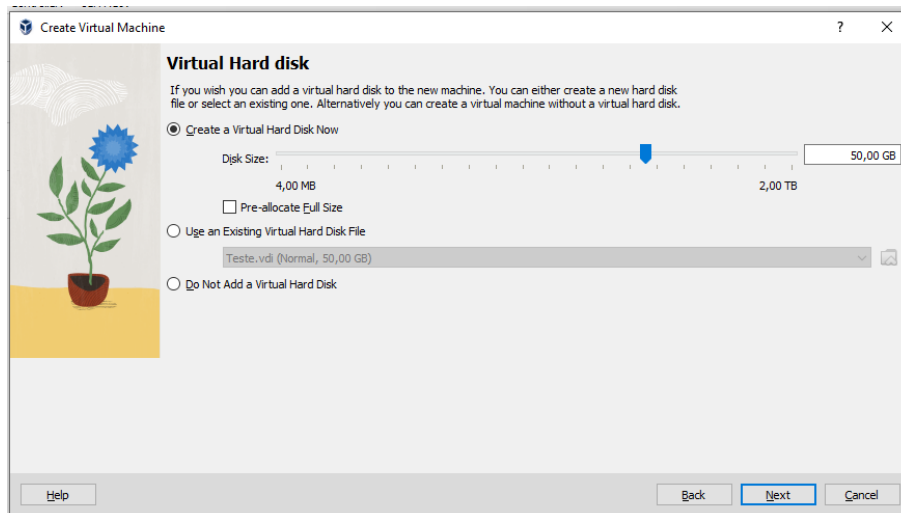 Create Virtual Machine
?
Virtual Hard disk
If you wish you can add a virtual hard disk to the new machine. You can either create a new hard disk
file or select an existing one. Alternatively you can create a virtual machine without a virtual hard disk.
Create a Virtual Hard Disk Now
Disk Size:
50,00 GB
4,00 MB
2,00 TB
Pre-allocate Full Size
Use an Existing Virtual Hard Disk File
Teste.vdi (Normal, 50,00 GB)
Do Not Add a Virtual Hard Disk
Help
Back
Next
Cancel